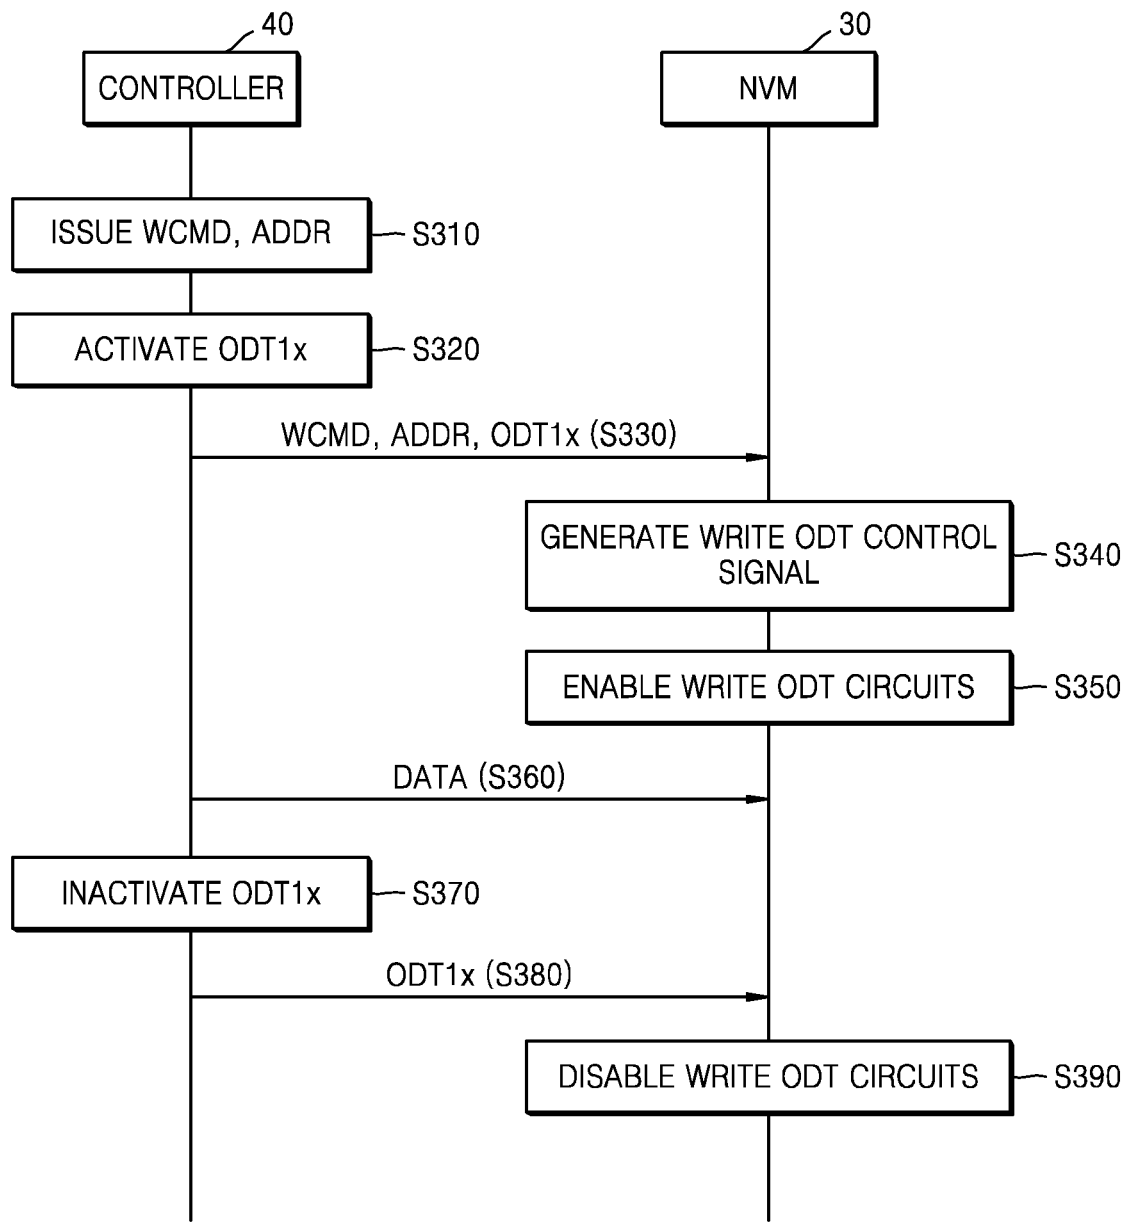 40
30
CONTROLLER
NVM
ISSUE WCMD, ADDR
S310
ACTIVATE ODT1x
S320
WCMD, ADDR, ODT1x (S330)
GENERATE WRITE ODT CONTROL
SIGNAL
S340
ENABLE WRITE ODT CIRCUITS
S350
DATA (S360)
INACTIVATE ODT1x
S370
ODT1x (S380)
DISABLE WRITE ODT CIRCUITS
S390